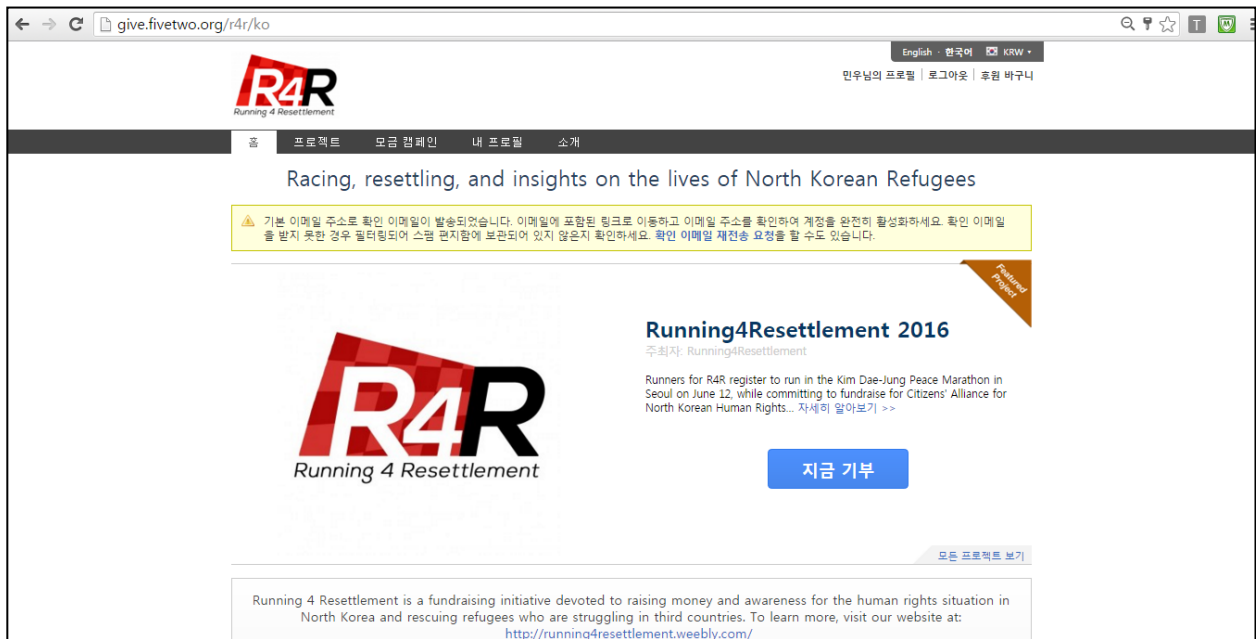 give.fivetwo.org/r4r/ko
English · 한국어 KRW
R4R
Running 4 Resettlement
민우님의 프로필 | 로그아웃 | 후원 바구니
홈 프로젝트 모금 캠페인 내 프로필 소개
Racing, resettling, and insights on the lives of North Korean Refugees
기본 이메일 주소로 확인 이메일이 발송되었습니다. 이메일에 포함된 링크로 이동하고 이메일 주소를 확인하여 계정을 완전히 활성화하세요. 확인 이메일
을 받지 못한 경우 필터링되어 스팸 편지함에 보관되어 있지 않은지 확인하세요. 확인 이메일 재전송 요청을 할 수도 있습니다.
Featured
Project
R4R
Running 4 Resettlement
Running4Resettlement 2016
주최자: Running4Resettlement
Runners for R4R register to run in the Kim Dae-Jung Peace Marathon in
Seoul on June 12, while committing to fundraise for Citizens' Alliance for
North Korean Human Rights... 자세히 알아보기 >>
지금 기부
모든 프로젝트 보기
Running 4 Resettlement is a fundraising initiative devoted to raising money and awareness for the human rights situation in
North Korea and rescuing refugees who are struggling in third countries. To learn more, visit our website at:
http://running4resettlement.weebly.com/